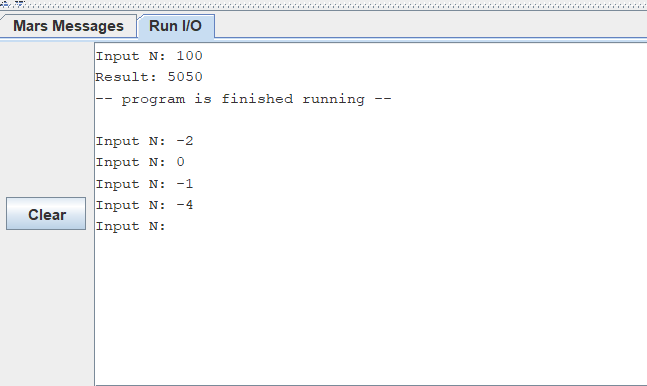 Mars Messages Run I/O
Input N: 100
Result: 5050
-- program is finished running --
Input N: -2
Input N: 0
Input N: -1
Input N: -4
Clear
Input N: